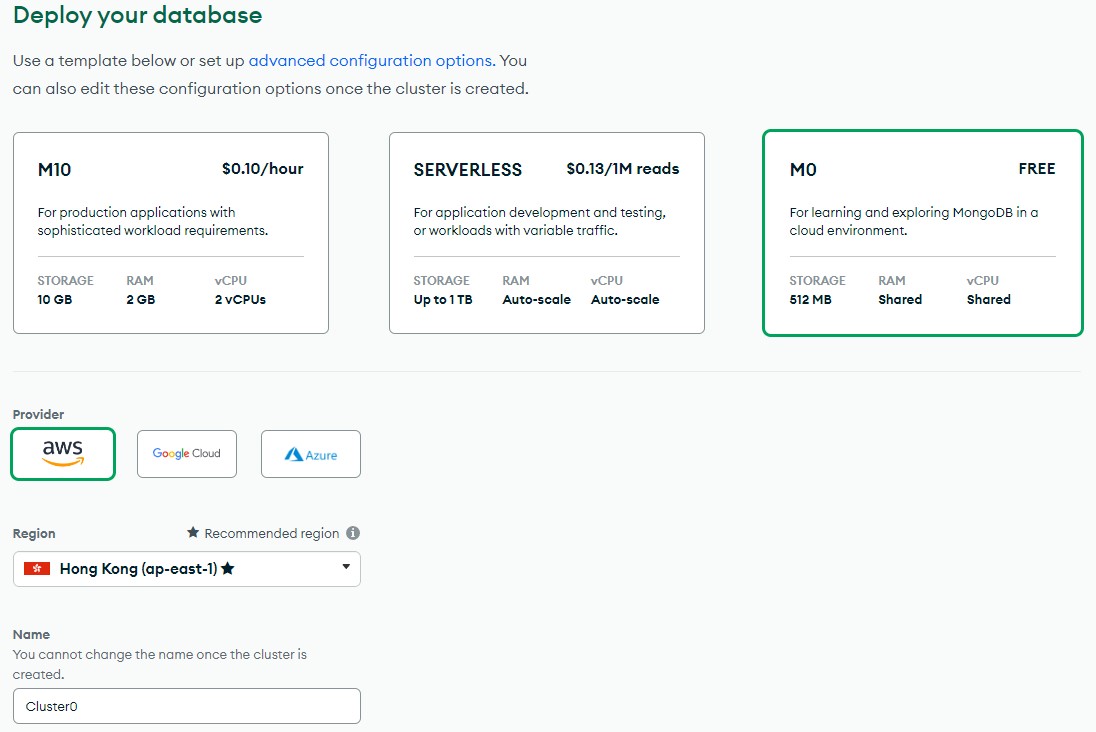 Deploy your database
Use a template below or set up advanced configuration options. You
can also edit these configuration options once the cluster is created.
M10 $0.10/hour
For production applications with
sophisticated workload requirements.
STORAGE RAM vCPU
10 GB 2 GB 2 vCPUs
SERVERLESS $0.13/1M reads
For application development and testing,
or workloads with variable traffic.
STORAGE RAM vCPU
Up to 1 TB Auto-scale Auto-scale
M0 FREE
For learning and exploring MongoDB in a
cloud environment.
STORAGE RAM vCPU
512 MB Shared Shared
Provider
aws Google Cloud Azure
Region ★ Recommended region
Hong Kong (ap-east-1) ★
Name
You cannot change the name once the cluster is
created.
Cluster0